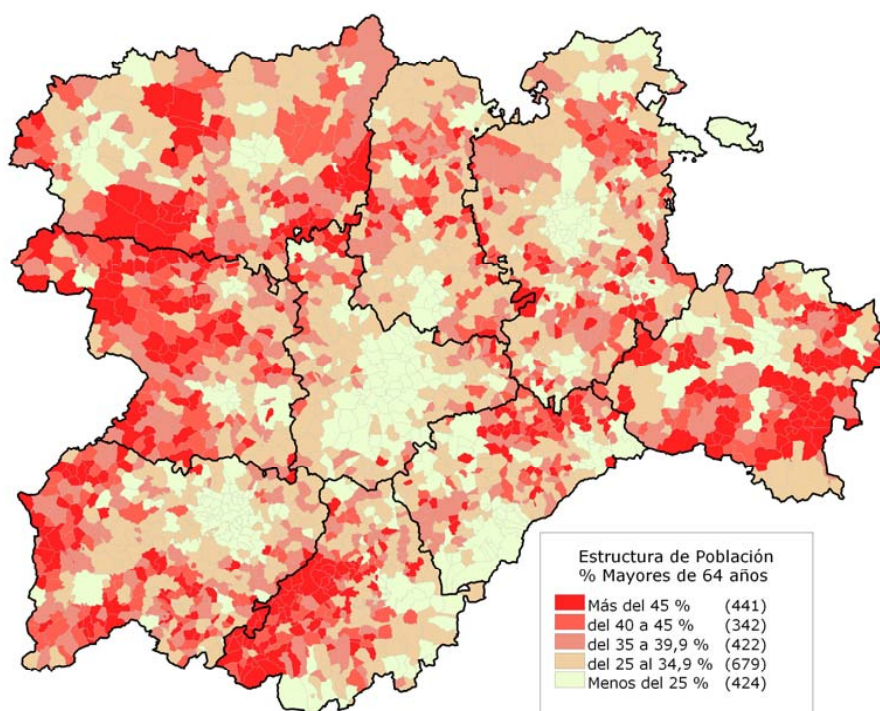 Estructura de Población
% Mayores de 64 años
Más del 45 % (441)
del 40 a 45 % (342)
del 35 a 39,9 % (422)
del 25 al 34,9 % (679)
Menos del 25 % (424)